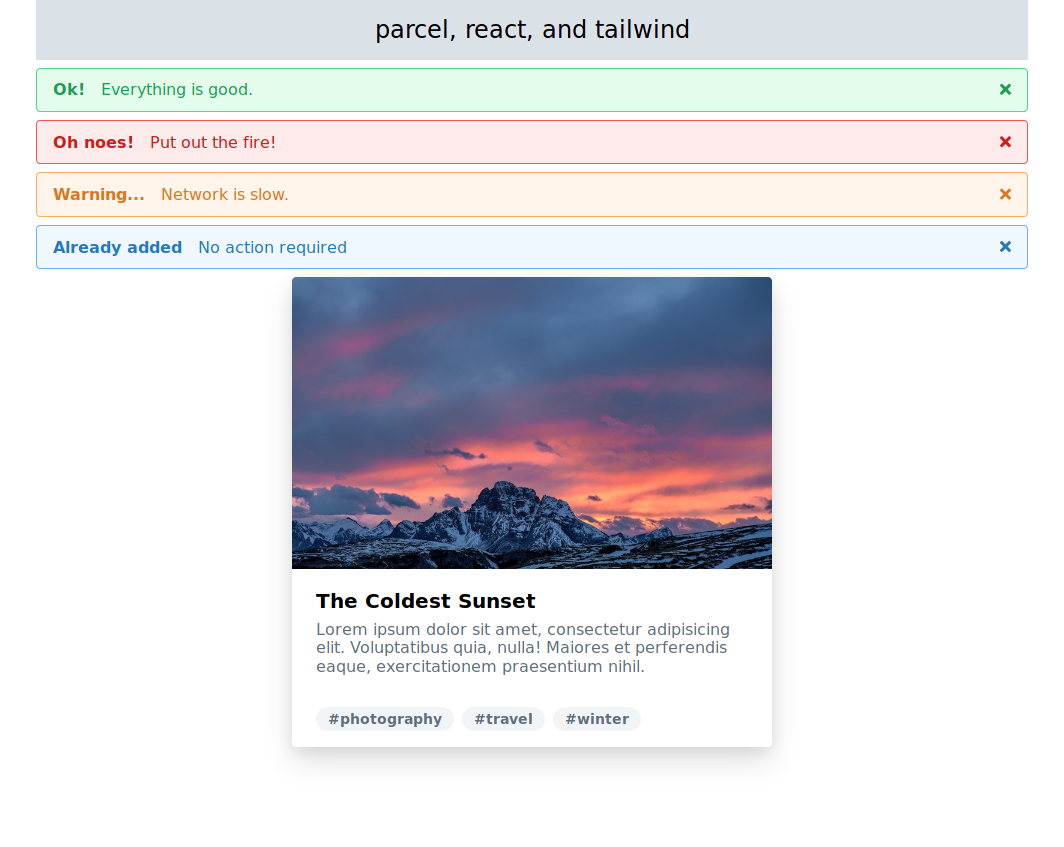 parcel, react, and tailwind
Ok! Everything is good.
Oh noes! Put out the fire!
Warning... Network is slow.
Already added No action required
The Coldest Sunset
Lorem ipsum dolor sit amet, consectetur adipisicing
elit. Voluptatibus quia, nulla! Maiores et perferendis
eaque, exercitationem praesentium nihil.
#photography #travel #winter